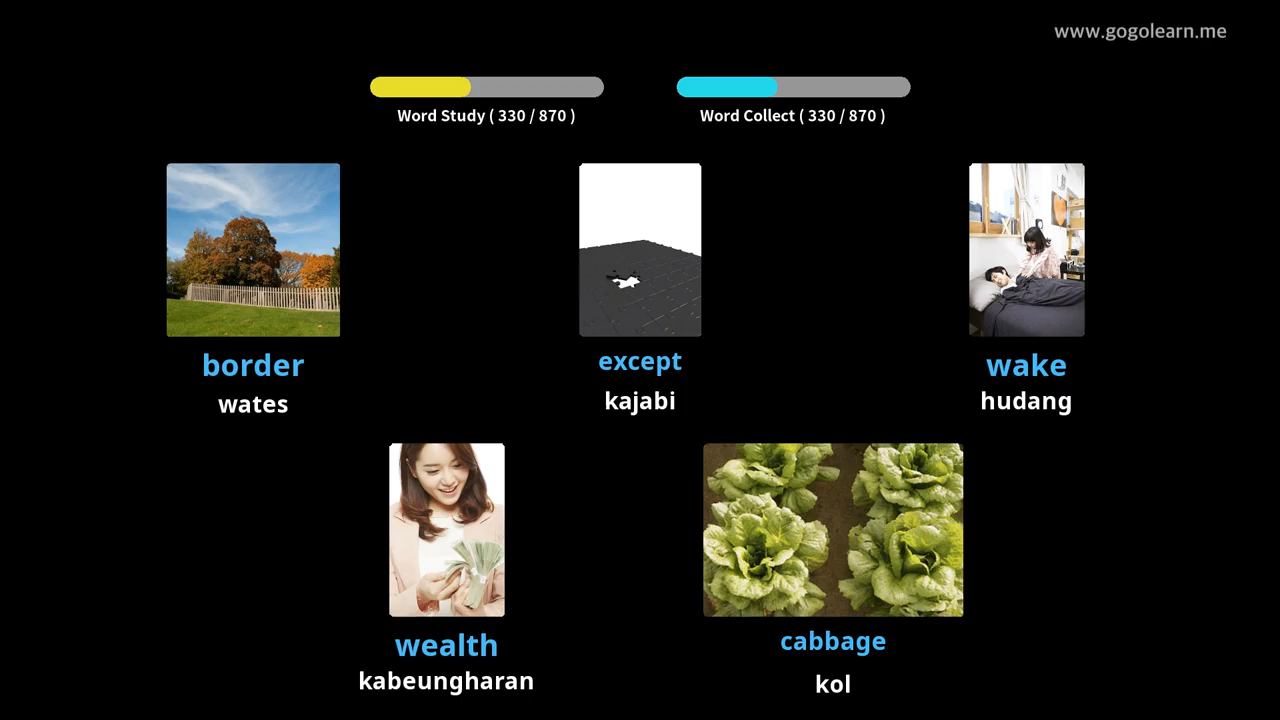 www.gogolearn.me
Word Study ( 330 / 870 )
Word Collect ( 330 / 870 )
border
wates
except
kajabi
wake
hudang
wealth
kabeungharan
cabbage
kol